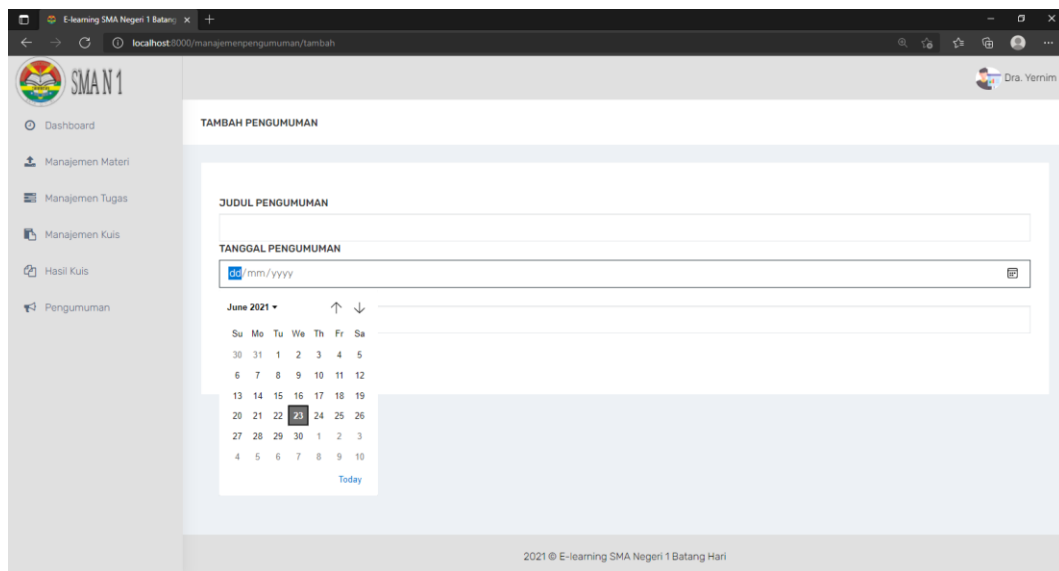 E-learning SMA Negeri 1 Batang
localhost:8000/manajemenpengumuman/tambah
SMA N 1
Dra. Yernim
Dashboard
Manajemen Materi
Manajemen Tugas
Manajemen Kuis
Hasil Kuis
Pengumuman
TAMBAH PENGUMUMAN
JUDUL PENGUMUMAN
TANGGAL PENGUMUMAN
dd/mm/yyyy
June 2021
Su Mo Tu We Th Fr Sa
30 31 1 2 3 4 5
6 7 8 9 10 11 12
13 14 15 16 17 18 19
20 21 22 23 24 25 26
27 28 29 30 1 2 3
4 5 6 7 8 9 10
Today
2021 © E-learning SMA Negeri 1 Batang Hari